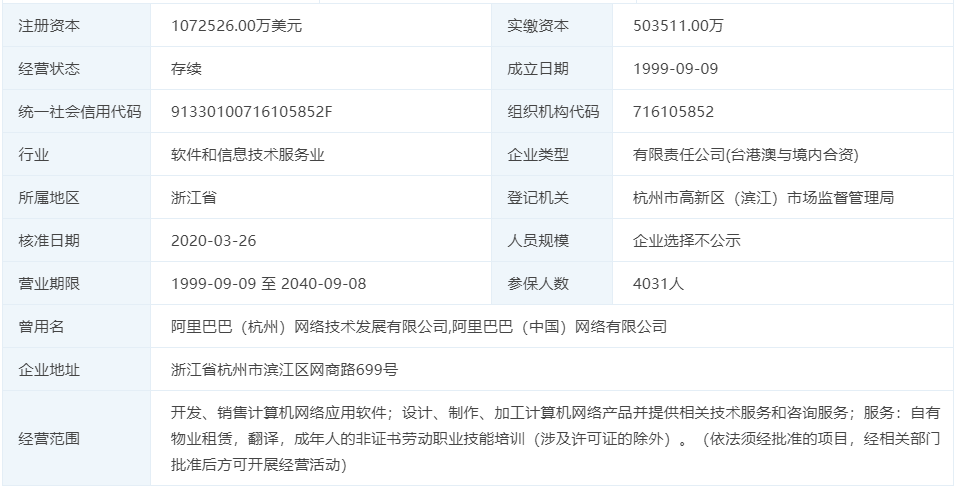 注册资本 1072526.00万美元 实缴资本 503511.00万
经营状态 存续 成立日期 1999-09-09
统一社会信用代码 91330100716105852F 组织机构代码 716105852
行业 软件和信息技术服务业 企业类型 有限责任公司(台港澳与境内合资)
所属地区 浙江省 登记机关 杭州市高新区（滨江）市场监督管理局
核准日期 2020-03-26 人员规模 企业选择不公示
营业期限 1999-09-09 至 2040-09-08 参保人数 4031人
曾用名 阿里巴巴（杭州）网络技术发展有限公司,阿里巴巴（中国）网络有限公司
企业地址 浙江省杭州市滨江区网商路699号
经营范围 开发、销售计算机网络应用软件；设计、制作、加工计算机网络产品并提供相关技术服务和咨询服务；服务：自有
物业租赁，翻译，成年人的非证书劳动职业技能培训（涉及许可证的除外）。（依法须经批准的项目，经相关部门
批准后方可开展经营活动）